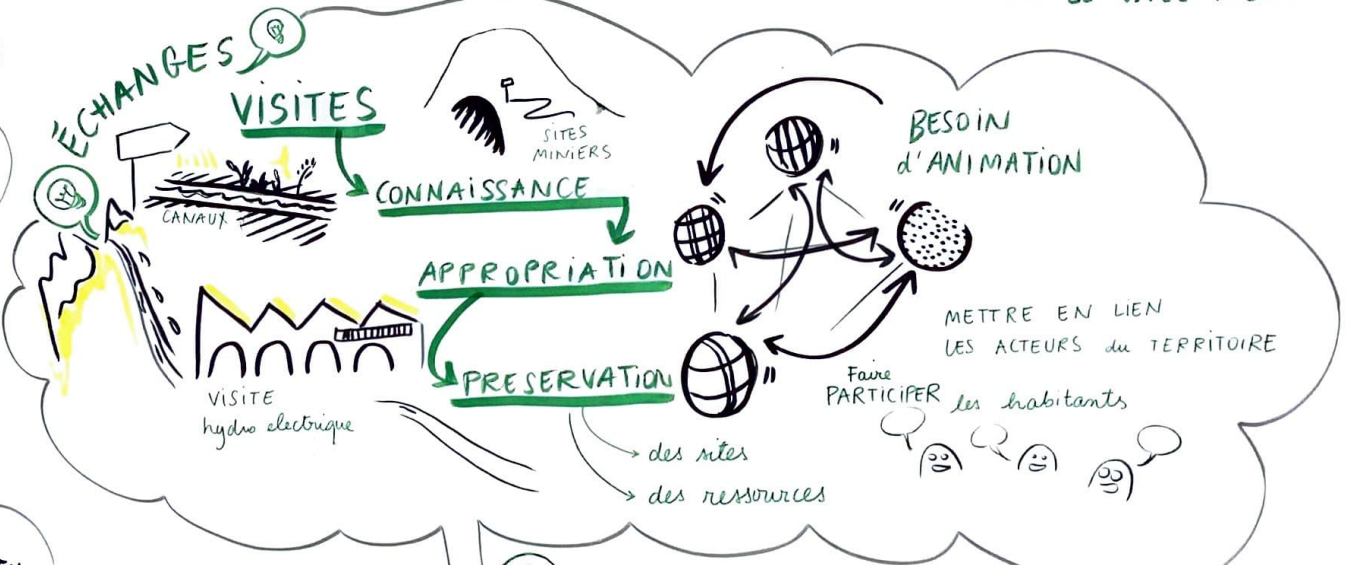 ÉCHANGES
VISITES
SITES
MINIERS
CANAUX
CONNAISSANCE
APPROPRIATION
PRESERVATION
VISITE
hydro electrique
des sites
des ressources
BESOIN
d'ANIMATION
METTRE EN LIEN
LES ACTEURS du TERRITOIRE
Faire
PARTICIPER les habitants